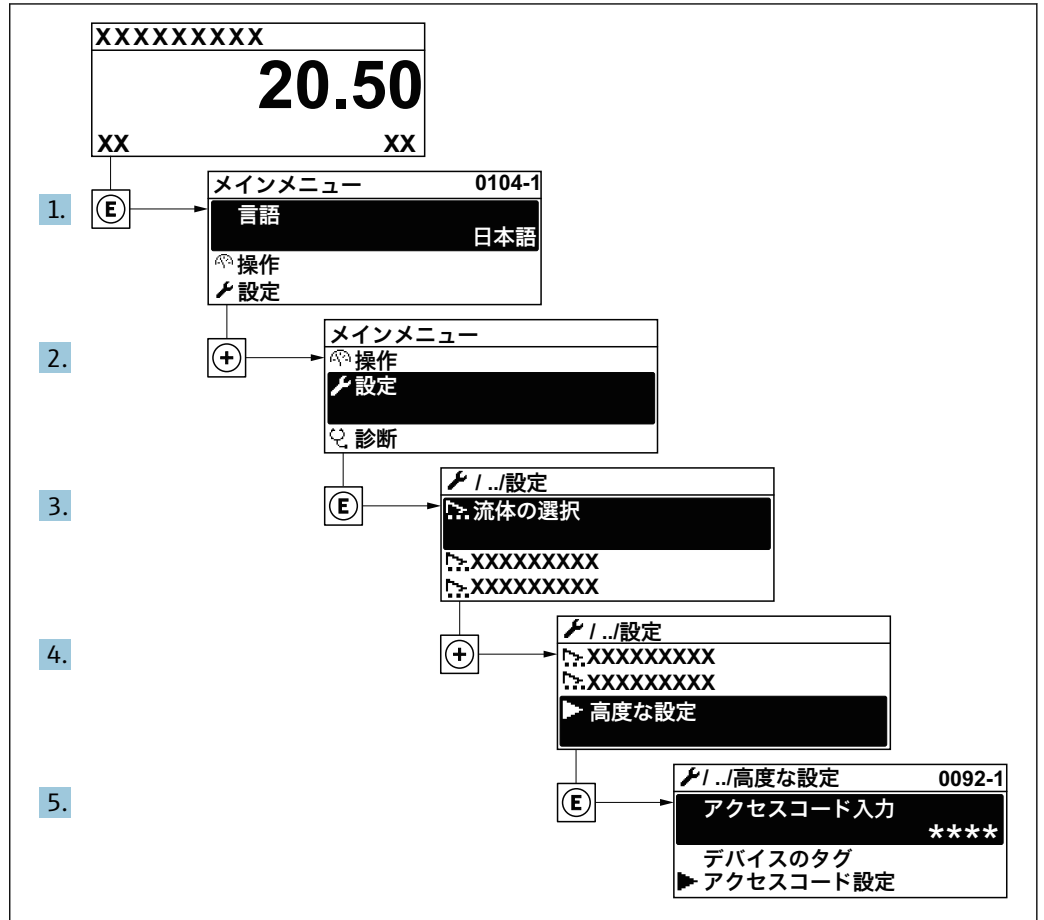 XXXXXXXXX
20.50
XX XX
1. E メインメニュー 0104-1
言語
日本語
操作
設定
2. + メインメニュー
操作
設定
診断
3. E / ../設定
流体の選択
XXXXXXXXX
XXXXXXXXX
4. + / ../設定
XXXXXXXXX
XXXXXXXXX
高度な設定
5. E / ../高度な設定 0092-1
アクセスコード入力
****
デバイスのタグ
アクセスコード設定